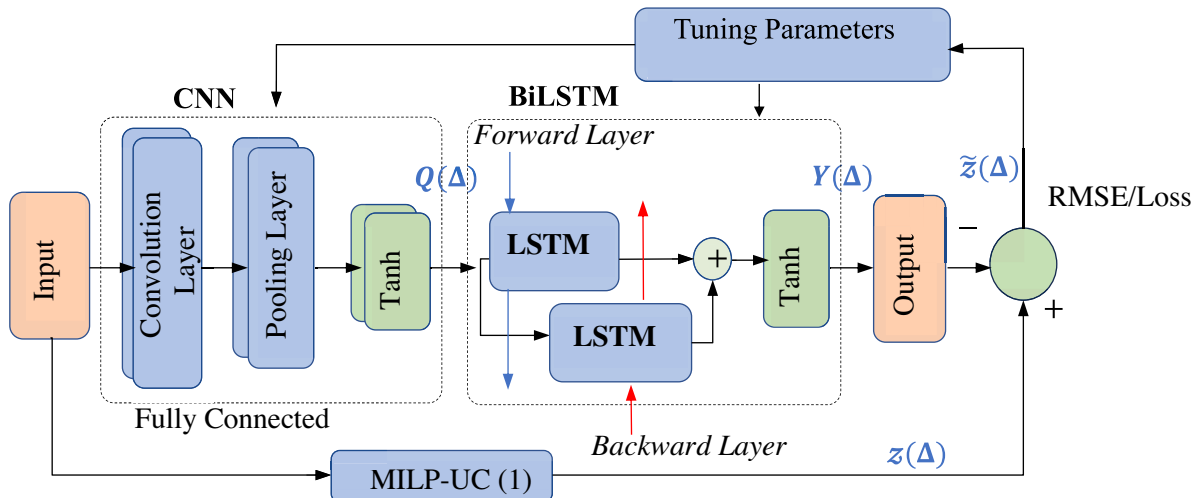 Tuning Parameters
CNN
BiLSTM
Forward Layer
Q(Δ)
Y(Δ)
z̃(Δ)
RMSE/Loss
Input
Convolution
Layer
Pooling Layer
Tanh
LSTM
LSTM
+
Tanh
Output
−
+
Fully Connected
Backward Layer
z(Δ)
MILP-UC (1)